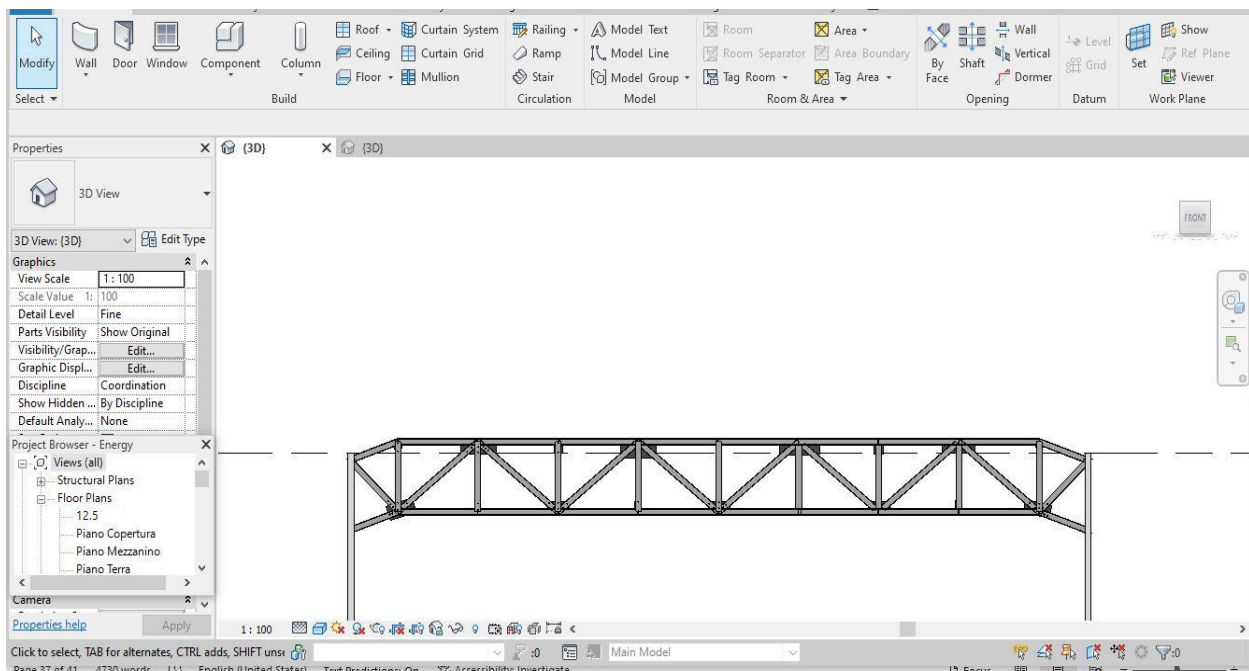 Roof Curtain System Railing Model Text Room Area Wall Show
Level
Modify Wall Door Window Component Column Ceiling Curtain Grid Ramp Model Line Room Separator Area Boundary By Face Shaft Vertical Grid Set Ref Plane
Floor Mullion Stair Model Group Tag Room Tag Area Dormer Viewer
Select Build Circulation Model Room & Area Opening Datum Work Plane
Properties X {3D} X {3D}
3D View
FRONT
3D View: {3D} Edit Type
Graphics
View Scale 1 : 100
Scale Value 1: 100
Detail Level Fine
Parts Visibility Show Original
Visibility/Grap... Edit...
Graphic Displ... Edit...
Discipline Coordination
Show Hidden ... By Discipline
Default Analy... None
Project Browser - Energy X
Views (all)
Structural Plans
Floor Plans
12.5
Piano Copertura
Piano Mezzanino
Piano Terra
Camera
Properties help Apply 1 : 100
Click to select, TAB for alternates, CTRL adds, SHIFT unse :0 Main Model :0
Page 37 of 41 4730 words English (United States) Text Predictions: On Accessibility: Investigate Focus